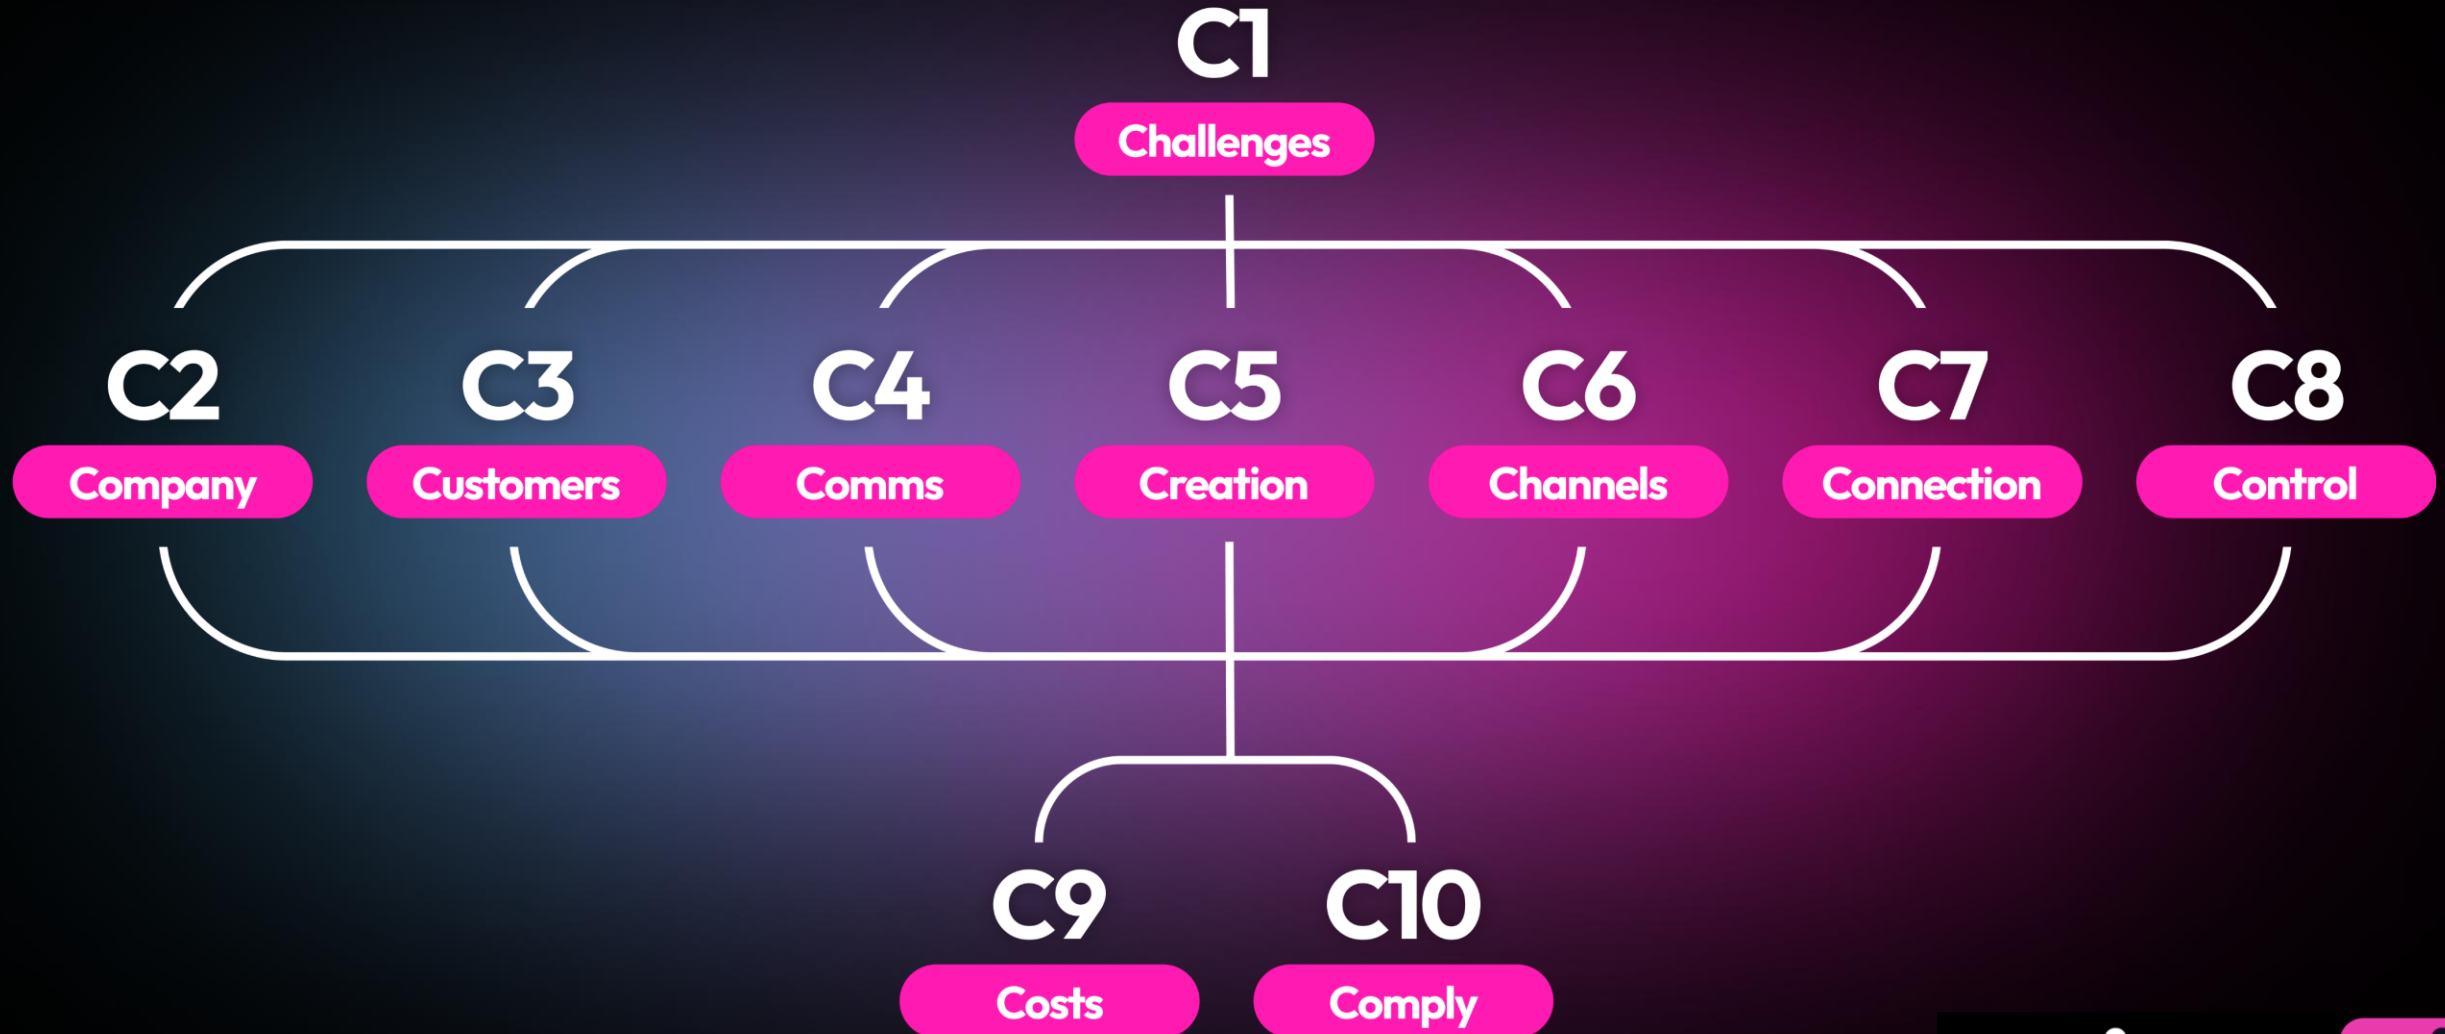 C1
Challenges
C2 C3 C4 C5 C6 C7 C8
Company Customers Comms Creation Channels Connection Control
C9 C10
Costs Comply